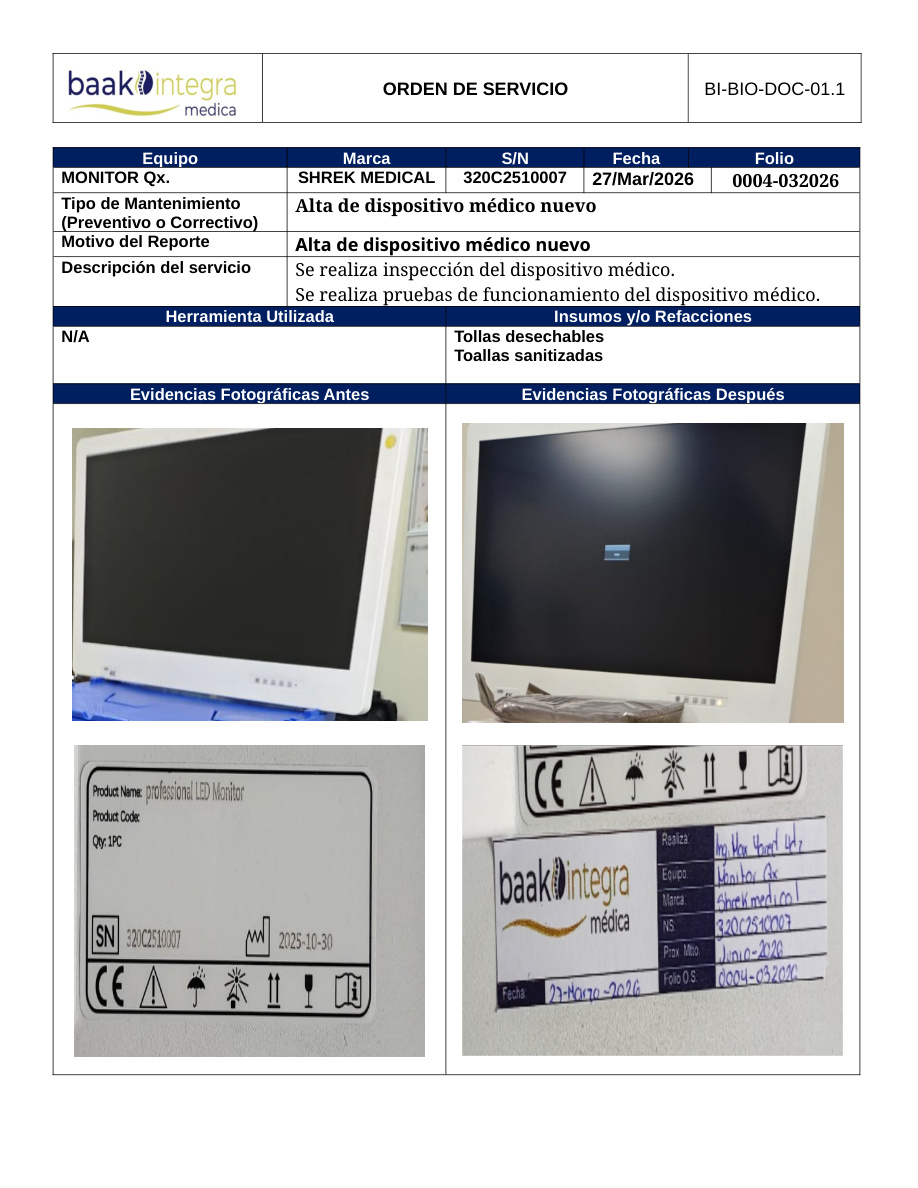 baak integra
medica
ORDEN DE SERVICIO
BI-BIO-DOC-01.1
Equipo Marca S/N Fecha Folio
MONITOR Qx. SHREK MEDICAL 320C2510007 27/Mar/2026 0004-032026
Tipo de Mantenimiento
(Preventivo o Correctivo)
Alta de dispositivo médico nuevo
Motivo del Reporte
Alta de dispositivo médico nuevo
Descripción del servicio
Se realiza inspección del dispositivo médico.
Se realiza pruebas de funcionamiento del dispositivo médico.
Herramienta Utilizada Insumos y/o Refacciones
N/A
Tollas desechables
Toallas sanitizadas
Evidencias Fotográficas Antes Evidencias Fotográficas Después
Product Name: professional LED Monitor
Product Code:
Qty: 1PC
SN 320C2510007 2025-10-30
CE
CE
baak integra
médica
Realiza: Ing. Max Yared
Equipo: Monitor Qx
Marca: Shrekmedical
NS: 320C2510007
Prox. Mtto: Junio-2026
Folio O.S: 0004-032026
Fecha: 27-Marzo-2026